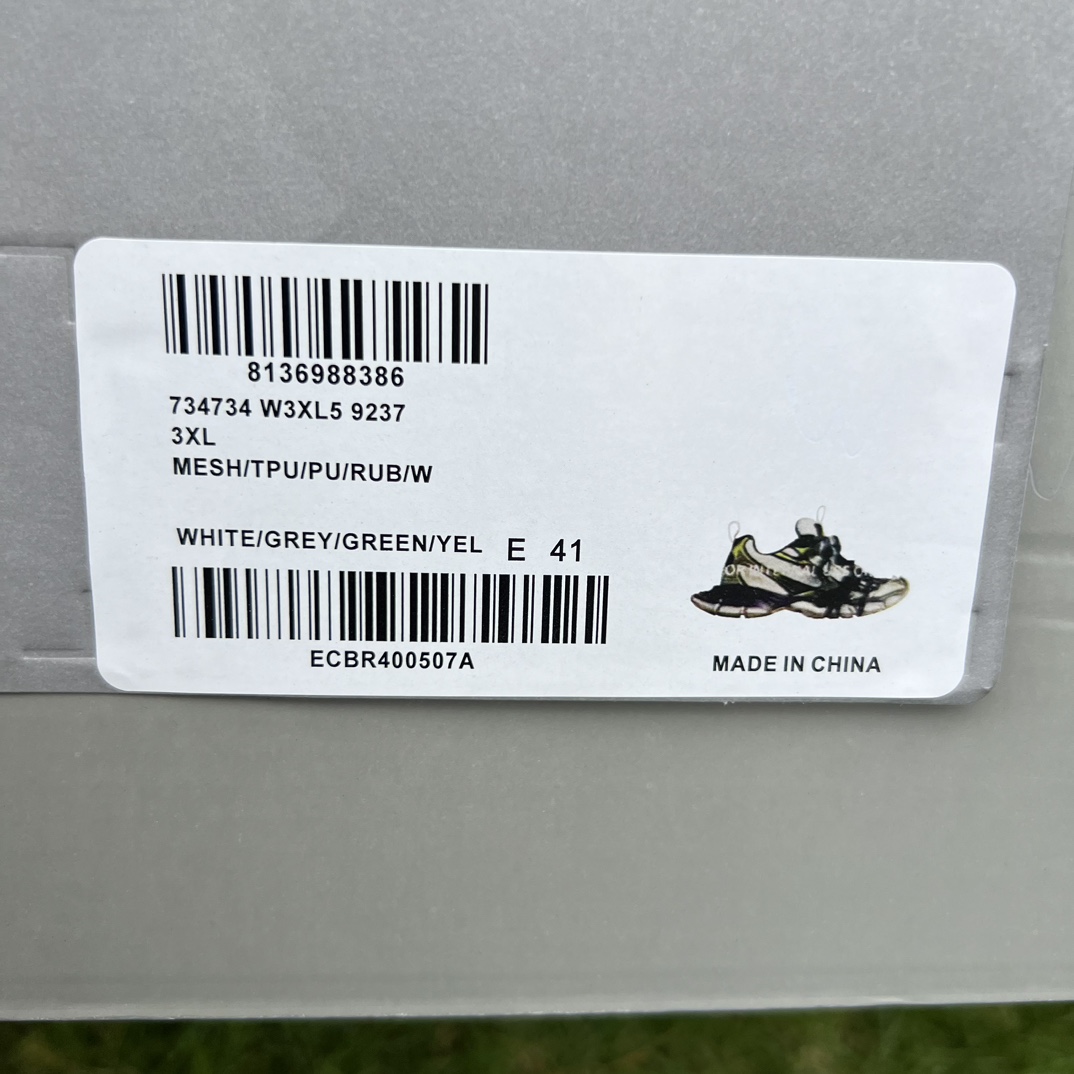 8136988386
734734 W3XL5 9237
3XL
MESH/TPU/PU/RUB/W
WHITE/GREY/GREEN/YEL E 41
ECBR400507A
MADE IN CHINA